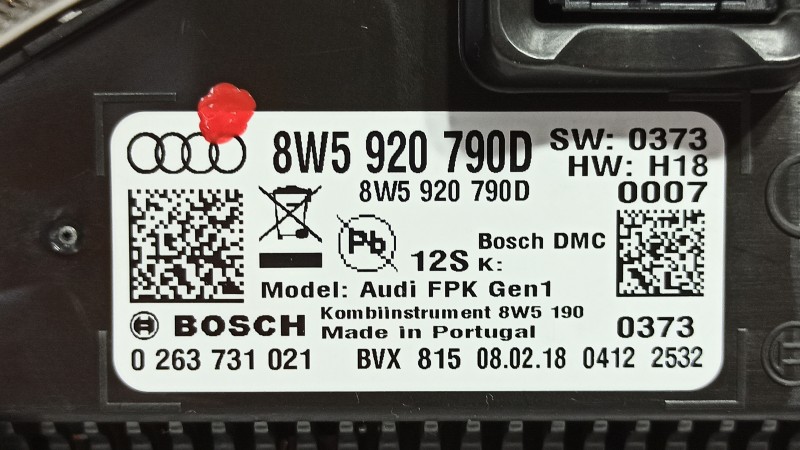 8W5 920 790D SW: 0373
HW: H18
8W5 920 790D 0007
Pb 12S Bosch DMC
K:
Model: Audi FPK Gen1
BOSCH Kombiinstrument 8W5 190
Made in Portugal 0373
0 263 731 021 BVX 815 08.02.18 0412 2532